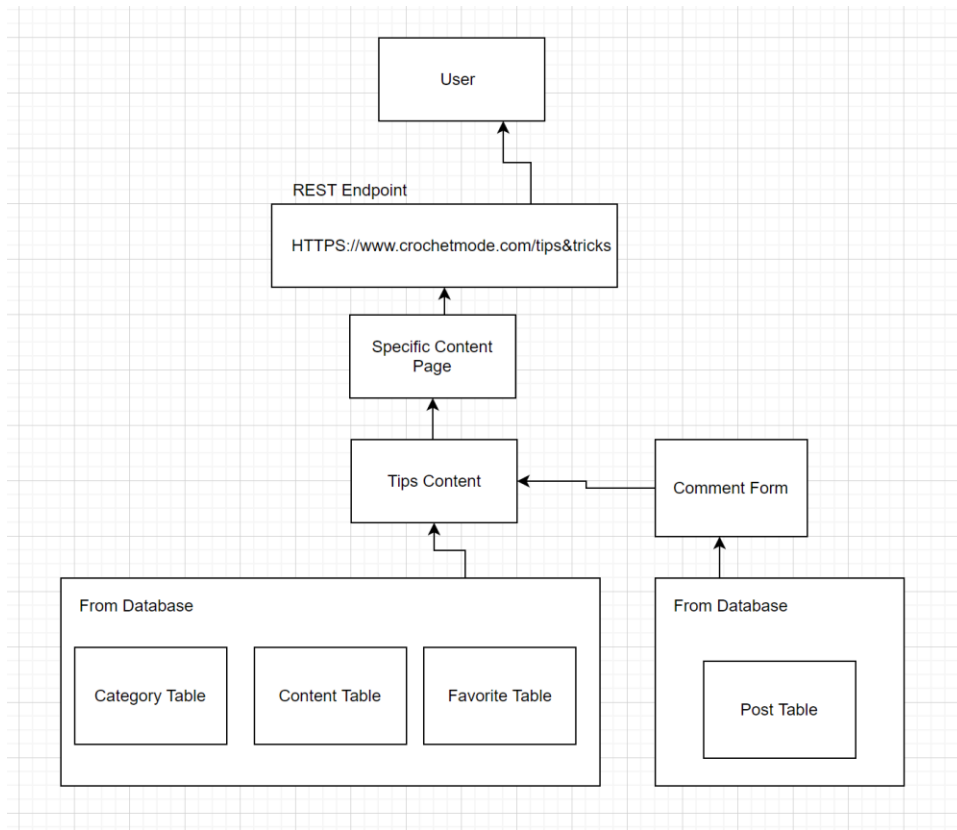 User
REST Endpoint
HTTPS://www.crochetmode.com/tips&tricks
Specific Content
Page
Tips Content
Comment Form
From Database
Category Table
Content Table
Favorite Table
From Database
Post Table